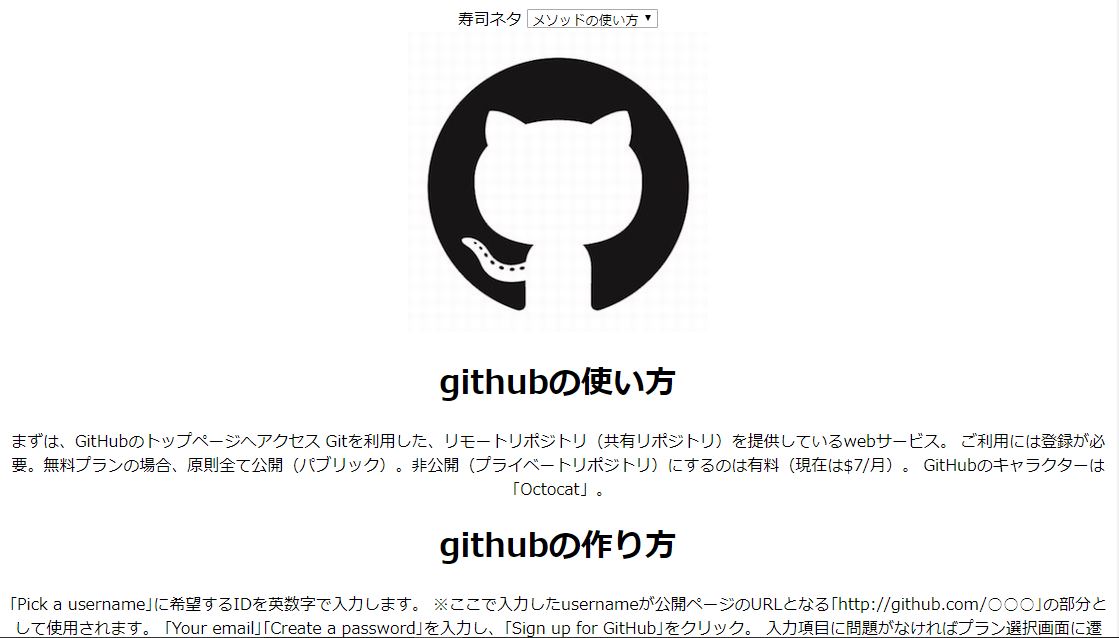 寿司ネタ メソッドの使い方
githubの使い方
まずは、GitHubのトップページへアクセス Gitを利用した、リモートリポジトリ（共有リポジトリ）を提供しているwebサービス。 ご利用には登録が必
要。無料プランの場合、原則全て公開（パブリック）。非公開（プライベートリポジトリ）にするのは有料（現在は$7/月）。 GitHubのキャラクターは
「Octocat」。
githubの作り方
｢Pick a username｣に希望するIDを英数字で入力します。 ※ここで入力したusernameが公開ページのURLとなる｢http://github.com/○○○｣の部分と
して使用されます。 ｢Your email｣｢Create a password｣を入力し、｢Sign up for GitHub｣をクリック。 入力項目に問題がなければプラン選択画面に遷